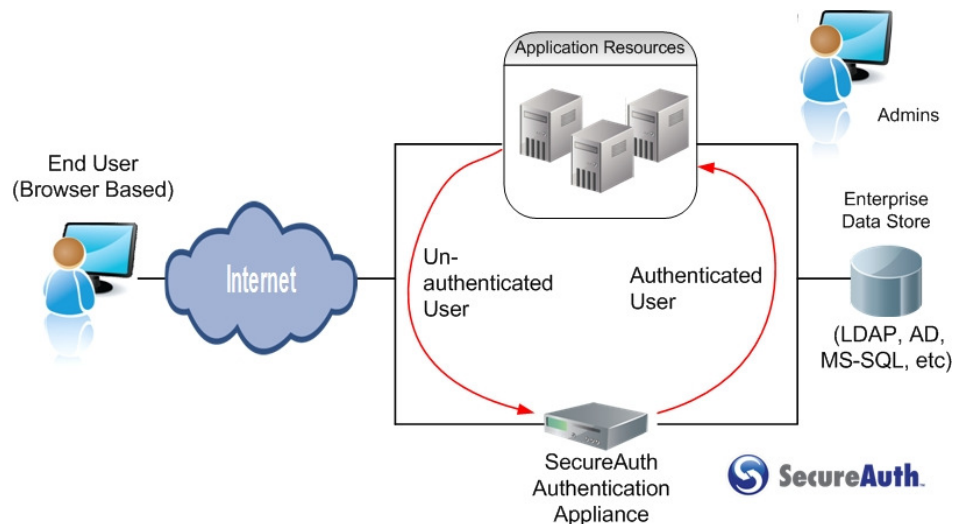 Application Resources
Admins
End User
(Browser Based)
Internet
Un-
authenticated
User
Authenticated
User
Enterprise
Data Store
(LDAP, AD,
MS-SQL, etc)
SecureAuth
Authentication
Appliance
SecureAuth™